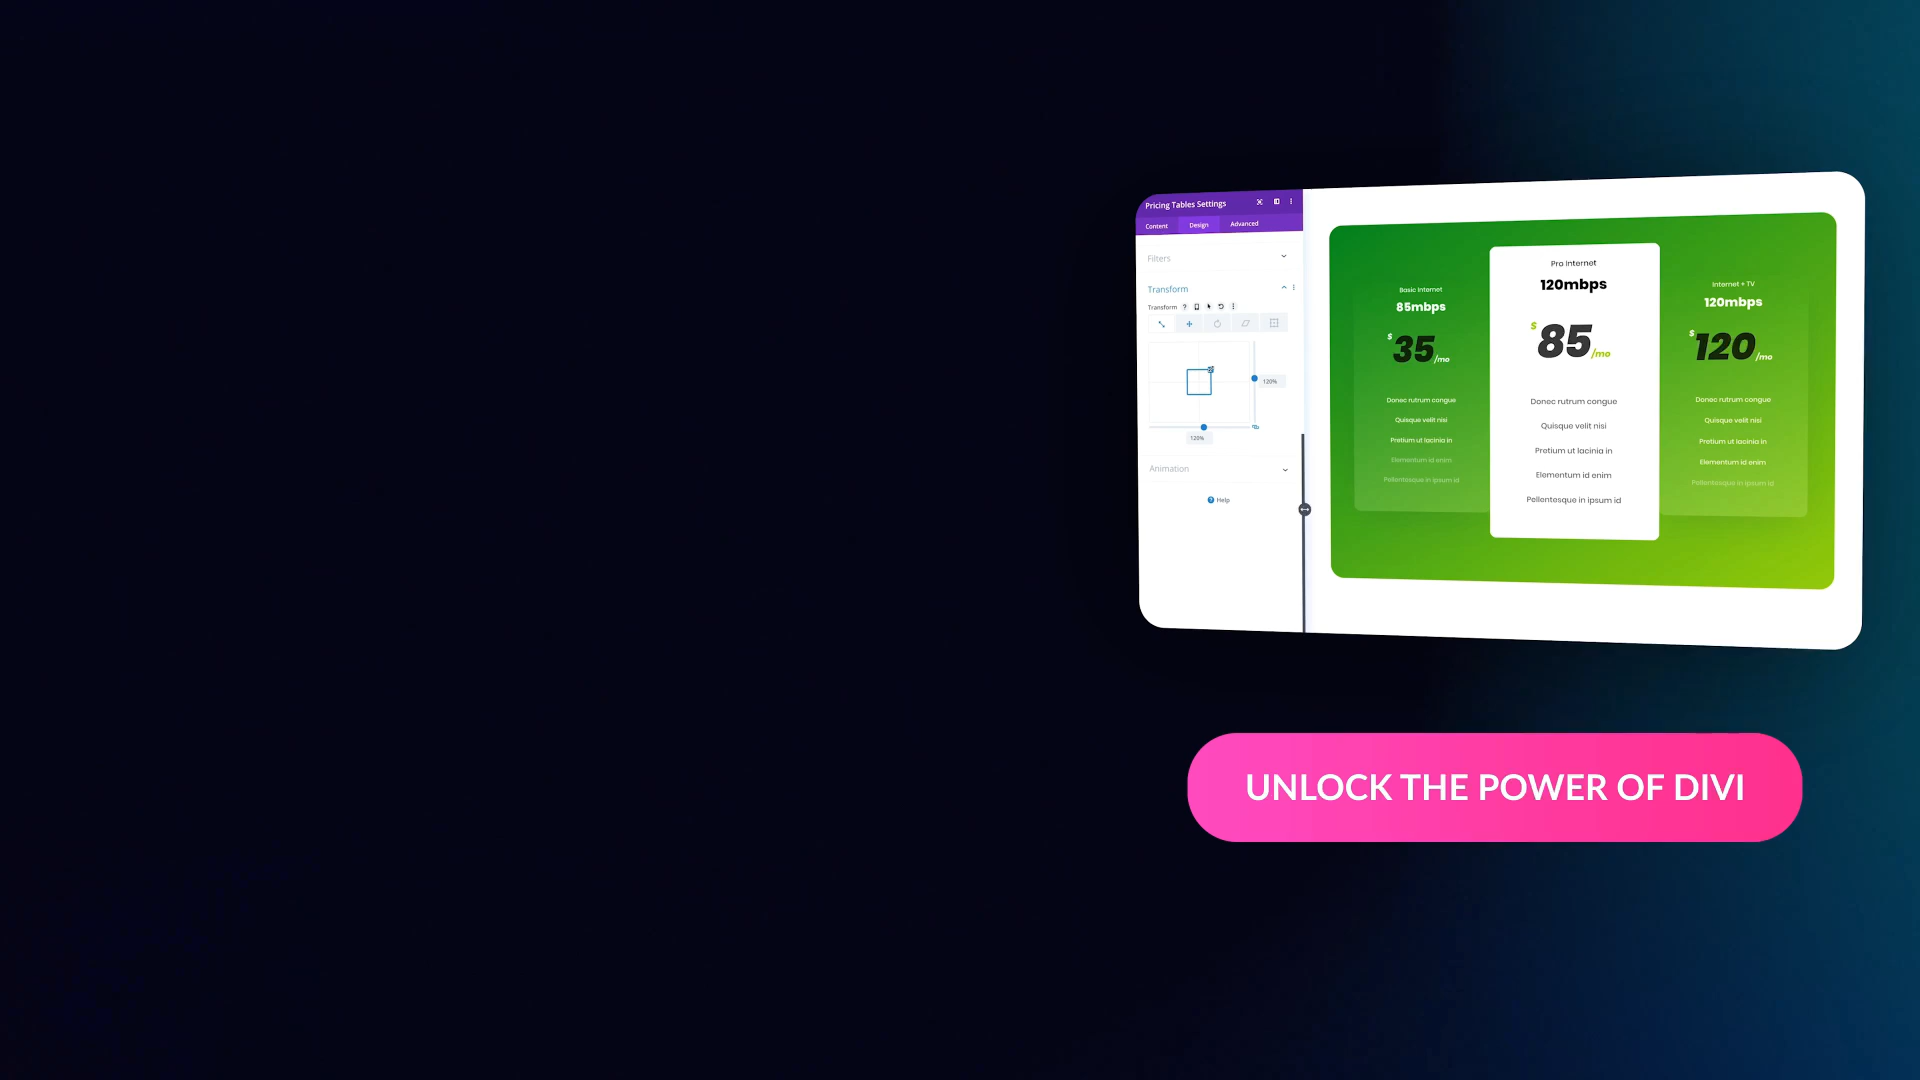 Pricing Tables Settings
Content Design Advanced
Filters
Transform
Transform ?
120%
120%
Animation
? Help
Basic Internet
85mbps
$35/mo
Donec rutrum congue
Quisque velit nisi
Pretium ut lacinia in
Elementum id enim
Pellentesque in ipsum id
Pro Internet
120mbps
$85/mo
Donec rutrum congue
Quisque velit nisi
Pretium ut lacinia in
Elementum id enim
Pellentesque in ipsum id
Internet + TV
120mbps
$120/mo
Donec rutrum congue
Quisque velit nisi
Pretium ut lacinia in
Elementum id enim
Pellentesque in ipsum id
UNLOCK THE POWER OF DIVI